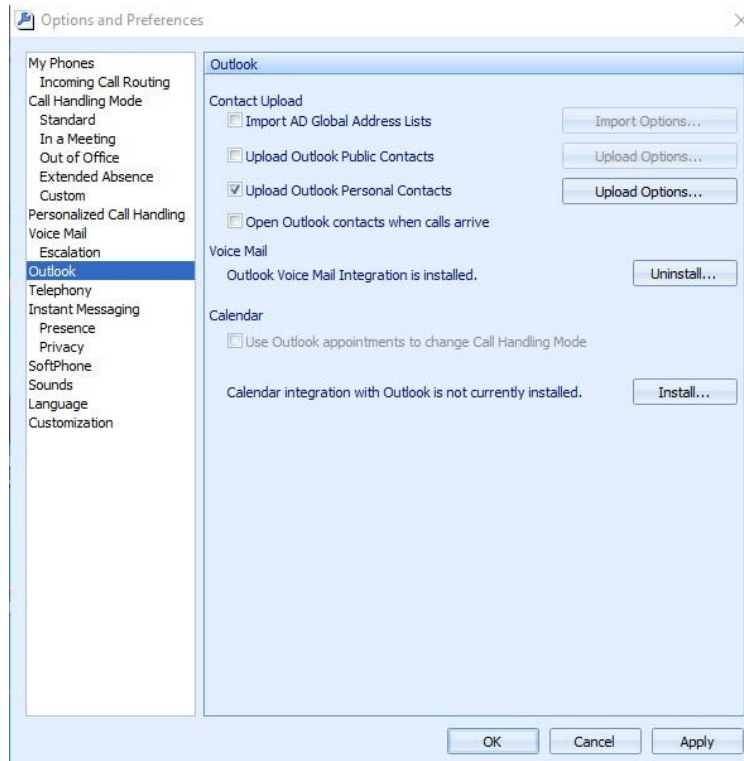 Options and Preferences
My Phones
Incoming Call Routing
Call Handling Mode
Standard
In a Meeting
Out of Office
Extended Absence
Custom
Personalized Call Handling
Voice Mail
Escalation
Outlook
Telephony
Instant Messaging
Presence
Privacy
SoftPhone
Sounds
Language
Customization
Outlook
Contact Upload
Import AD Global Address Lists Import Options...
Upload Outlook Public Contacts Upload Options...
Upload Outlook Personal Contacts Upload Options...
Open Outlook contacts when calls arrive
Voice Mail
Outlook Voice Mail Integration is installed. Uninstall...
Calendar
Use Outlook appointments to change Call Handling Mode
Calendar integration with Outlook is not currently installed. Install...
OK Cancel Apply